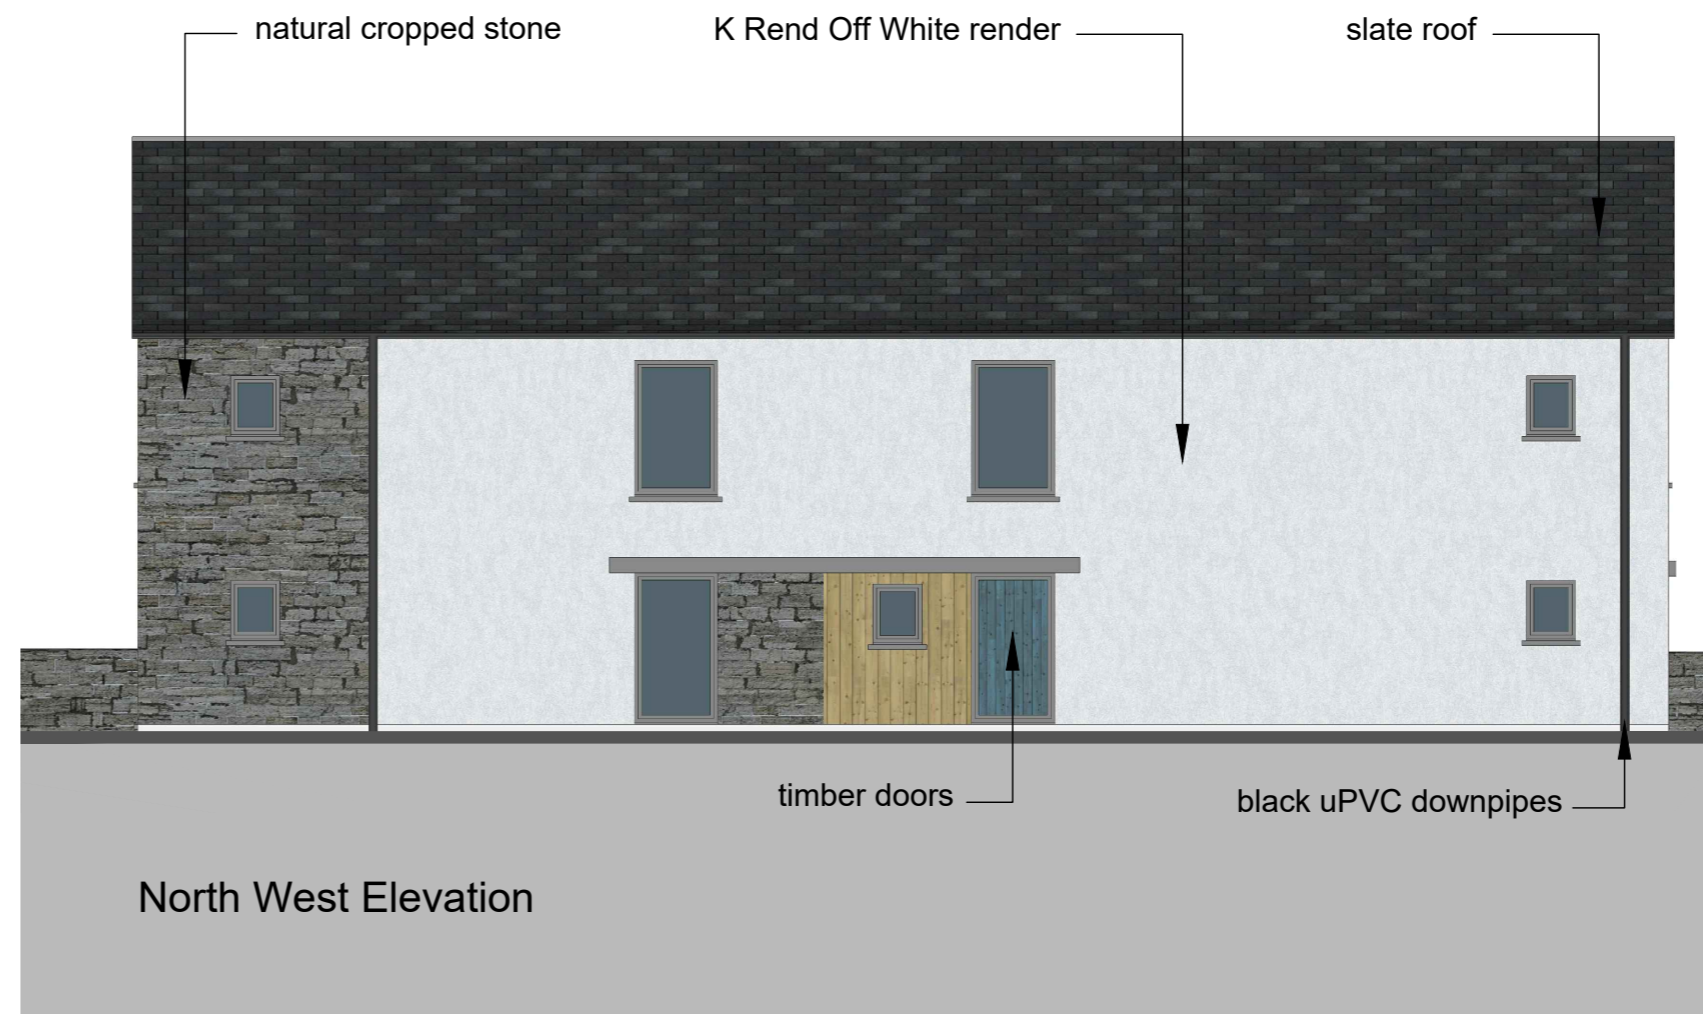 natural cropped stone
K Rend Off White render
slate roof
timber doors
black uPVC downpipes
North West Elevation